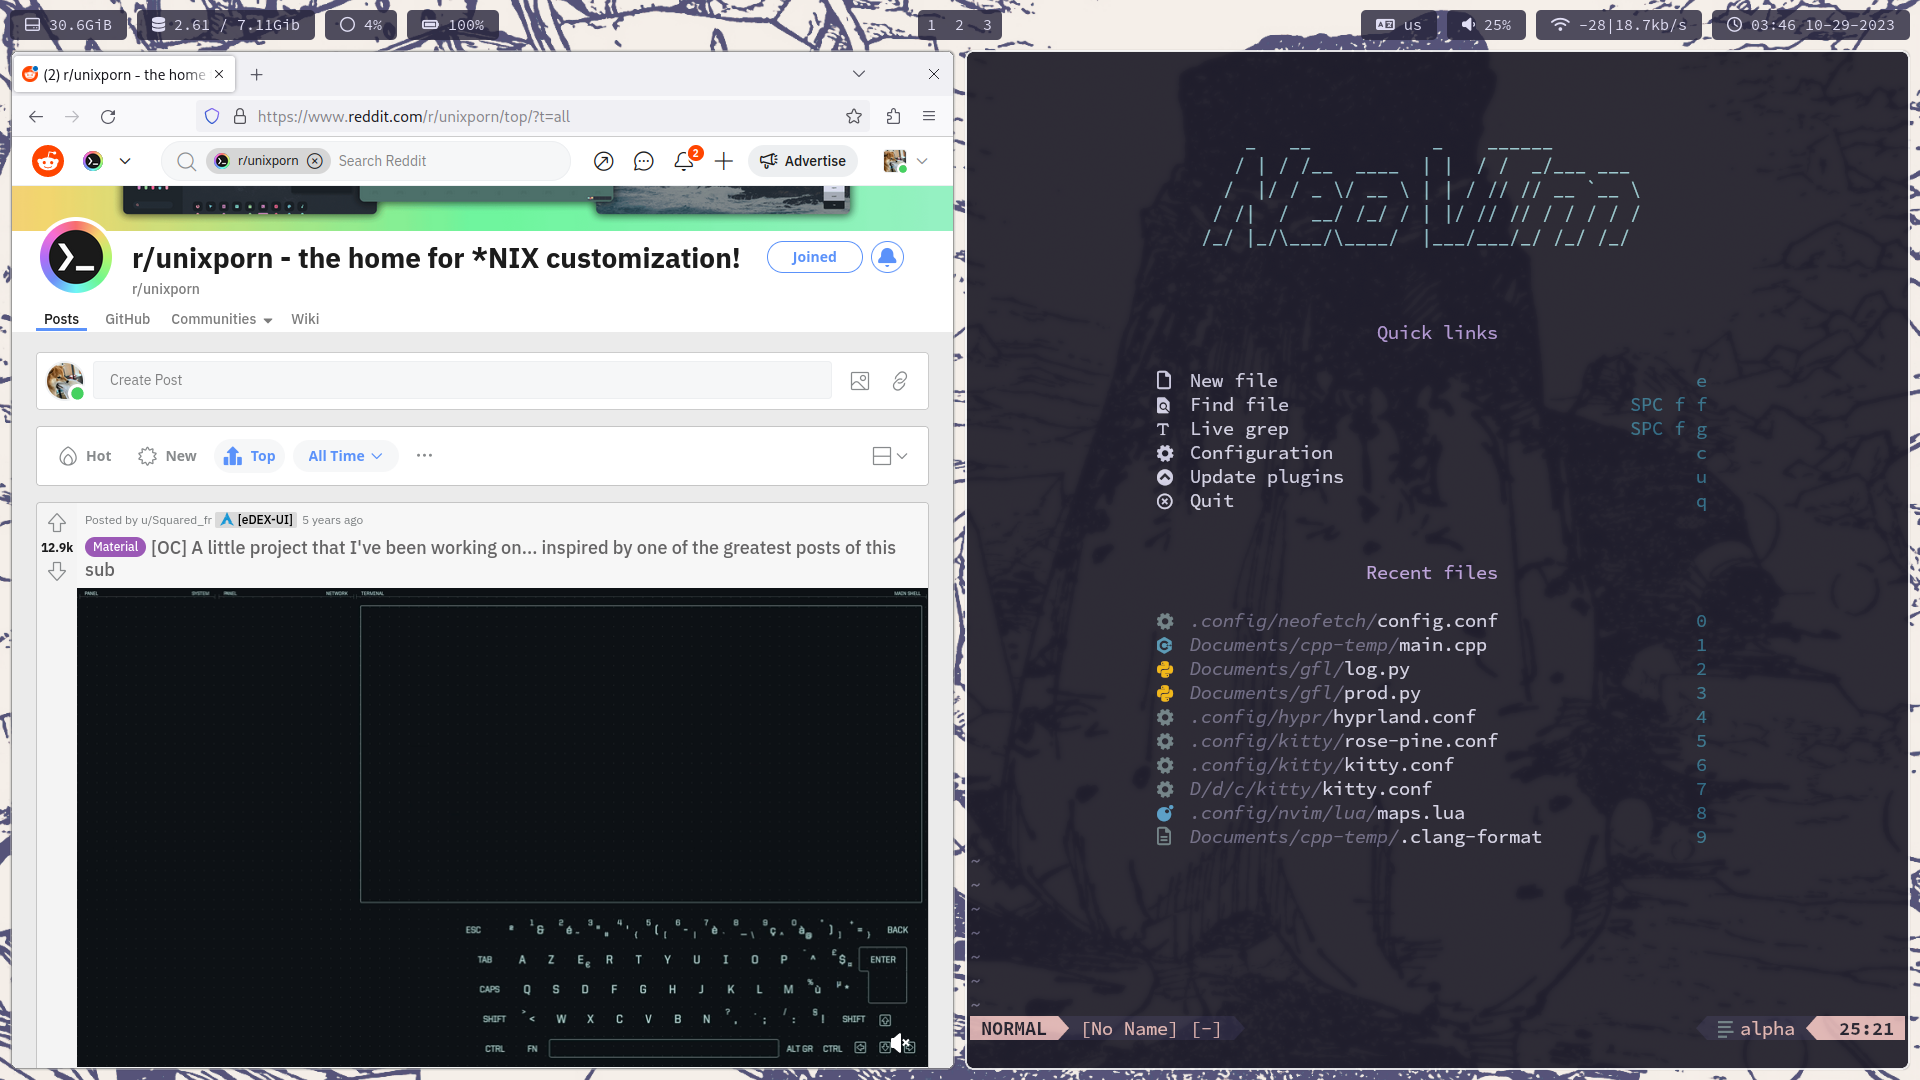 30.6GiB 2.61 / 7.11Gib 4% 100% 1 2 3 us 25% -28|18.7kb/s 03:46 10-29-2023
(2) r/unixporn - the home
https://www.reddit.com/r/unixporn/top/?t=all
r/unixporn Search Reddit 2 Advertise
r/unixporn - the home for *NIX customization! Joined
r/unixporn
Posts GitHub Communities Wiki
Create Post
Hot New Top All Time ...
Posted by u/Squared_fr [eDEX-UI] 5 years ago
12.9k Material [OC] A little project that I've been working on... inspired by one of the greatest posts of this
sub
PANEL SYSTEM PANEL NETWORK TERMINAL MAIN SHELL
ESC BACK
TAB A Z E R T Y U I O P ENTER
CAPS Q S D F G H J K L M ù
SHIFT < W X C V B N SHIFT
CTRL FN ALT GR CTRL
NeoVim
Quick links
New file e
Find file SPC f f
Live grep SPC f g
Configuration c
Update plugins u
Quit q
Recent files
.config/neofetch/config.conf 0
Documents/cpp-temp/main.cpp 1
Documents/gfl/log.py 2
Documents/gfl/prod.py 3
.config/hypr/hyprland.conf 4
.config/kitty/rose-pine.conf 5
.config/kitty/kitty.conf 6
D/d/c/kitty/kitty.conf 7
.config/nvim/lua/maps.lua 8
Documents/cpp-temp/.clang-format 9
~
~
~
~
~
~
~
NORMAL [No Name] [-] alpha 25:21